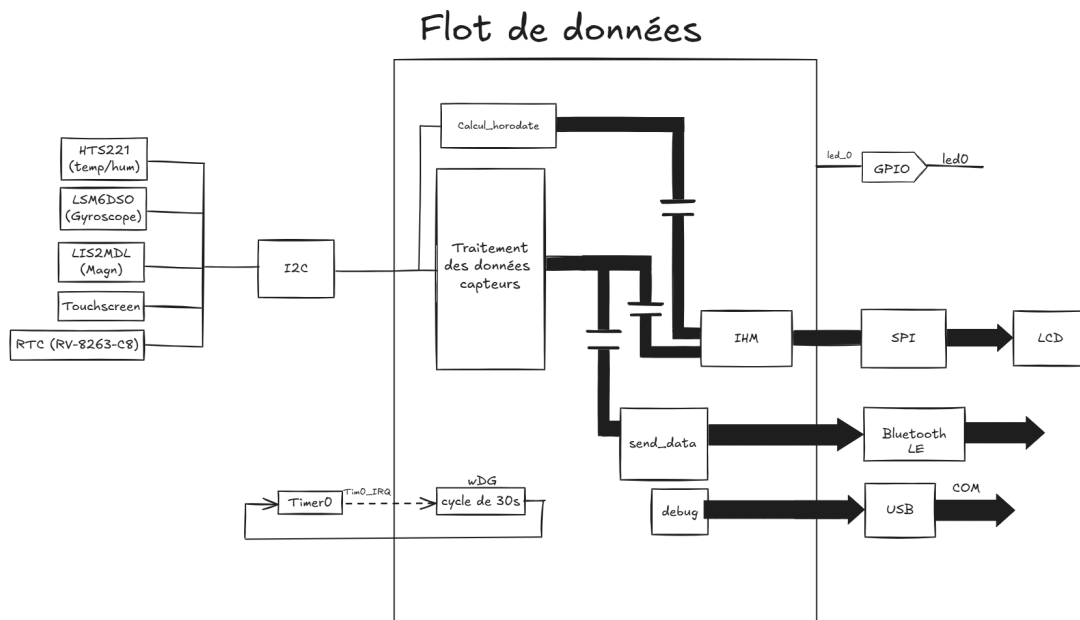 Flot de données
Calcul_horodate
HTS221
(temp/hum)
led_0
GPIO
led0
LSM6DSO
(Gyroscope)
Traitement
des données
capteurs
LIS2MDL
(Magn)
I2C
Touchscreen
RTC (RV-8263-C8)
IHM
SPI
LCD
send_data
Bluetooth
LE
wDG
Timer0
Tim0_IRQ
cycle de 30s
debug
USB
COM